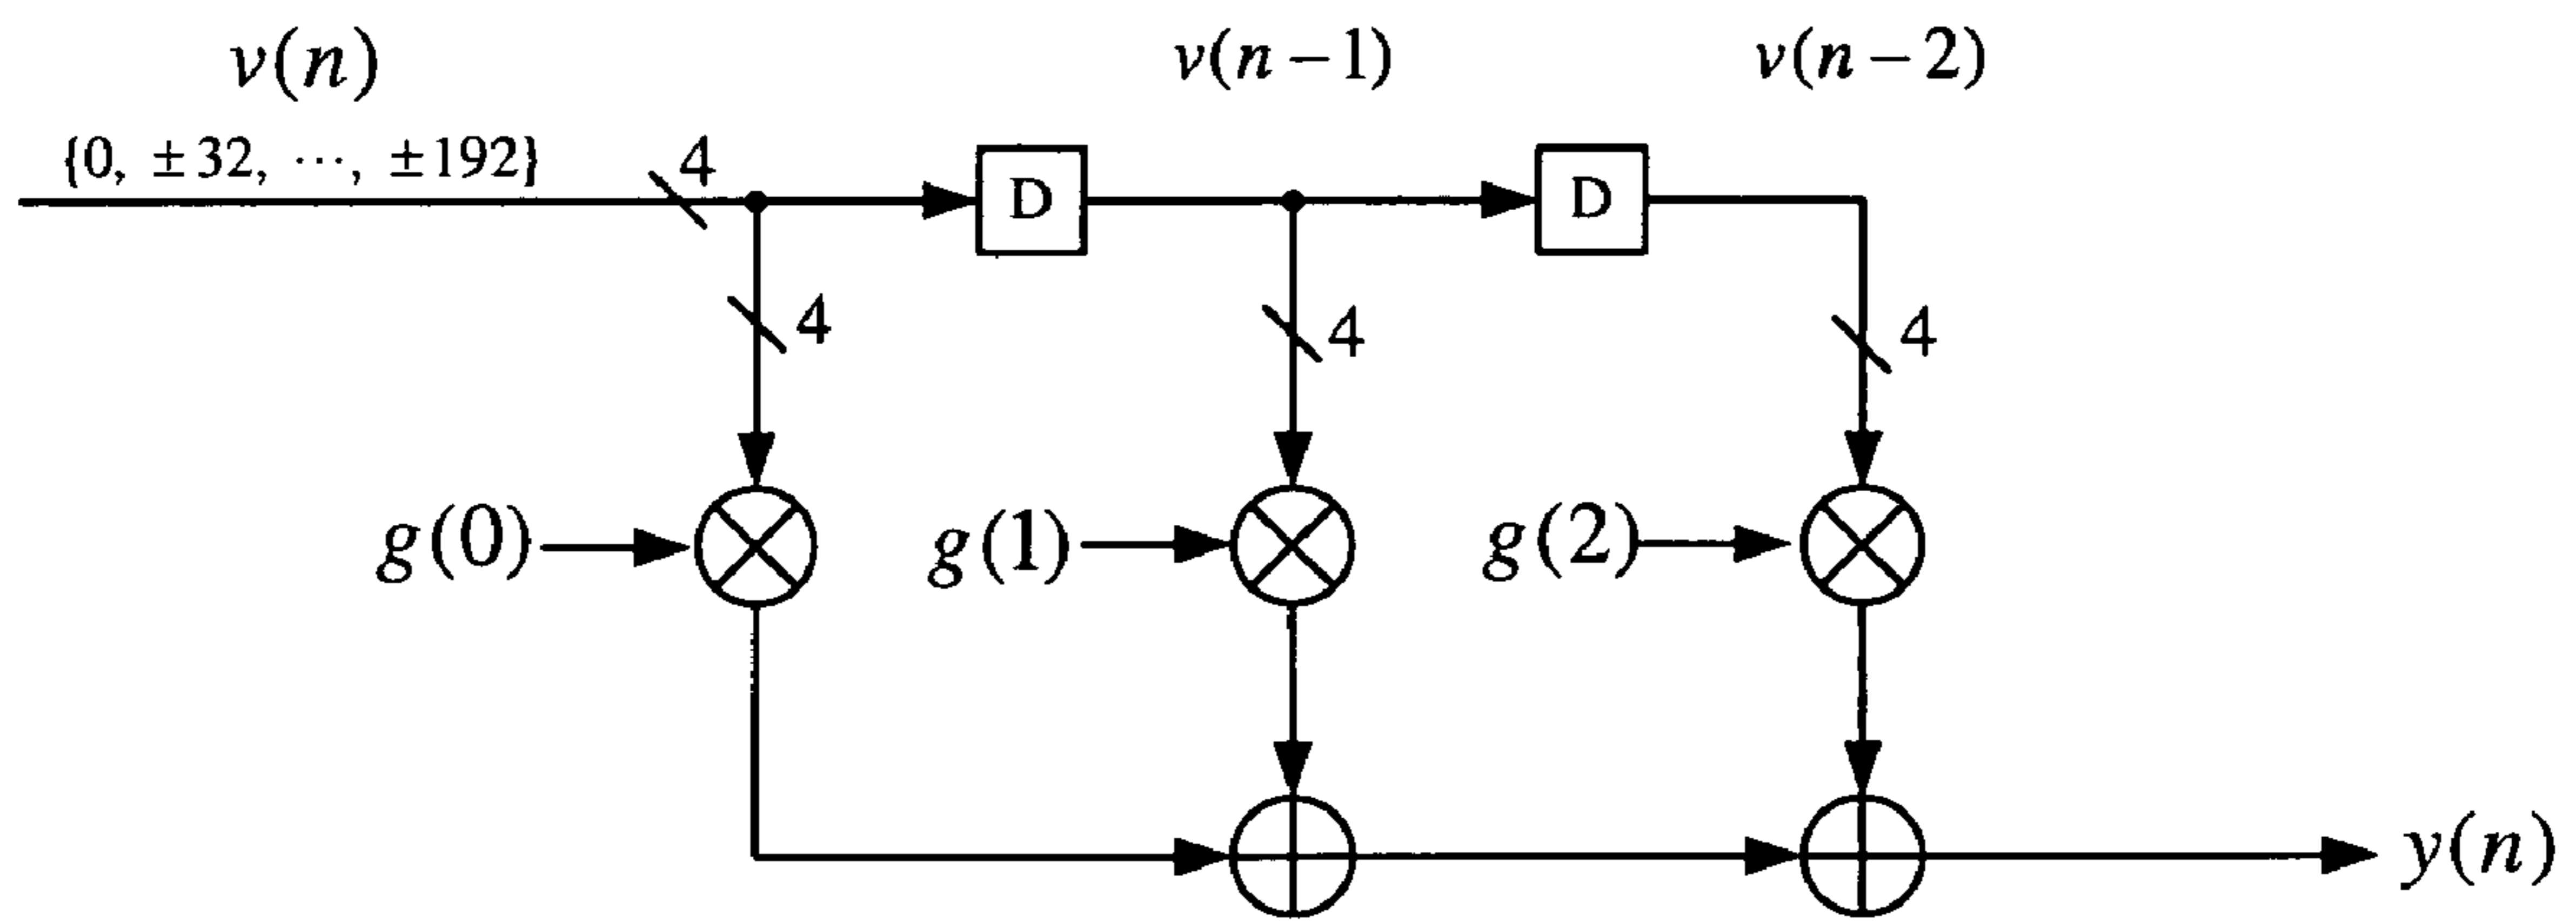 v(n) v(n − 1) v(n − 2)
{0, ± 32, ⋯, ± 192} 4
D D
4 4 4
g(0) g(1) g(2)
y(n)